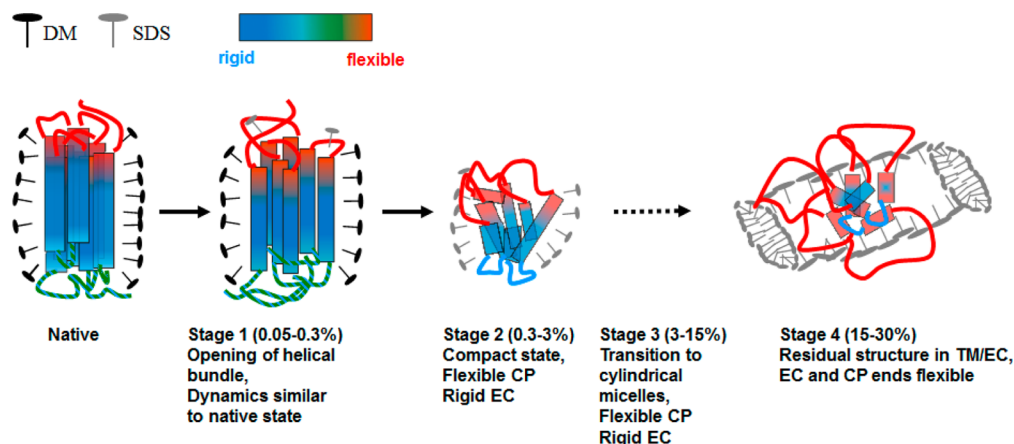 DM
SDS
rigid
flexible
Native
Stage 1 (0.05-0.3%)
Opening of helical
bundle,
Dynamics similar
to native state
Stage 2 (0.3-3%)
Compact state,
Flexible CP
Rigid EC
Stage 3 (3-15%)
Transition to
cylindrical
micelles,
Flexible CP
Rigid EC
Stage 4 (15-30%)
Residual structure in TM/EC,
EC and CP ends flexible